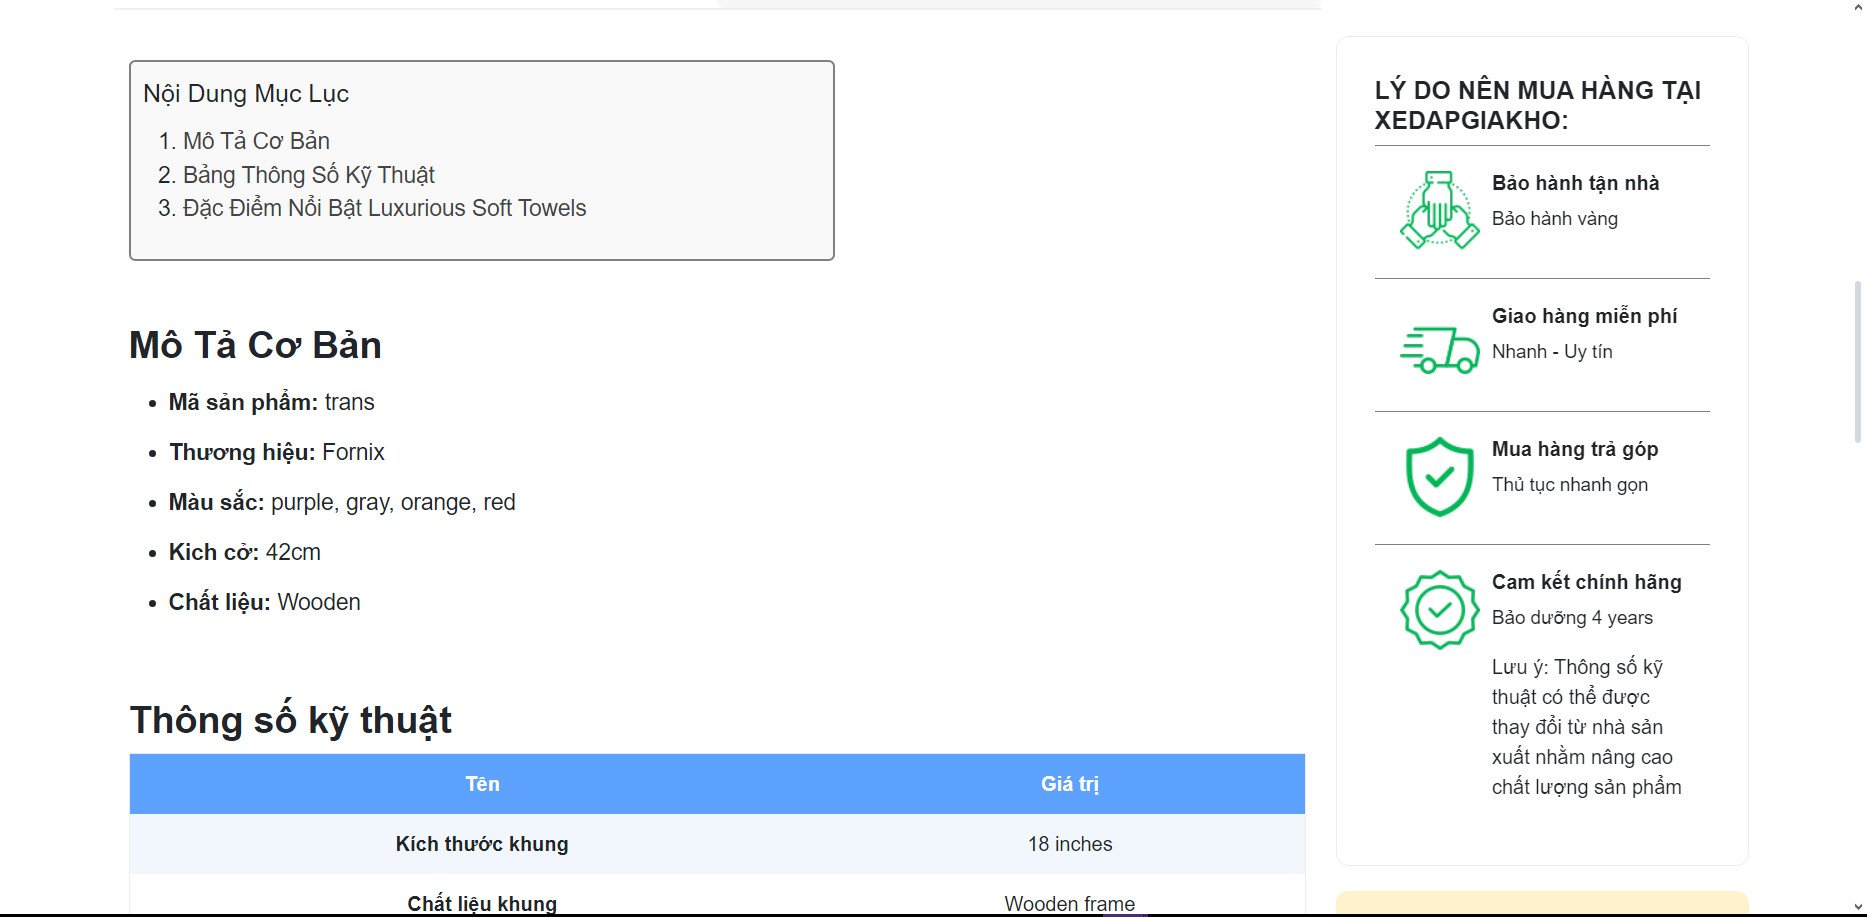 Nội Dung Mục Lục
1. Mô Tả Cơ Bản
2. Bảng Thông Số Kỹ Thuật
3. Đặc Điểm Nổi Bật Luxurious Soft Towels
Mô Tả Cơ Bản
• Mã sản phẩm: trans
• Thương hiệu: Fornix
• Màu sắc: purple, gray, orange, red
• Kich cở: 42cm
• Chất liệu: Wooden
Thông số kỹ thuật
Tên Giá trị
Kích thước khung 18 inches
Chất liệu khung Wooden frame
LÝ DO NÊN MUA HÀNG TẠI
XEDAPGIAKHO:
Bảo hành tận nhà
Bảo hành vàng
Giao hàng miễn phí
Nhanh - Uy tín
Mua hàng trả góp
Thủ tục nhanh gọn
Cam kết chính hãng
Bảo dưỡng 4 years
Lưu ý: Thông số kỹ
thuật có thể được
thay đổi từ nhà sản
xuất nhằm nâng cao
chất lượng sản phẩm